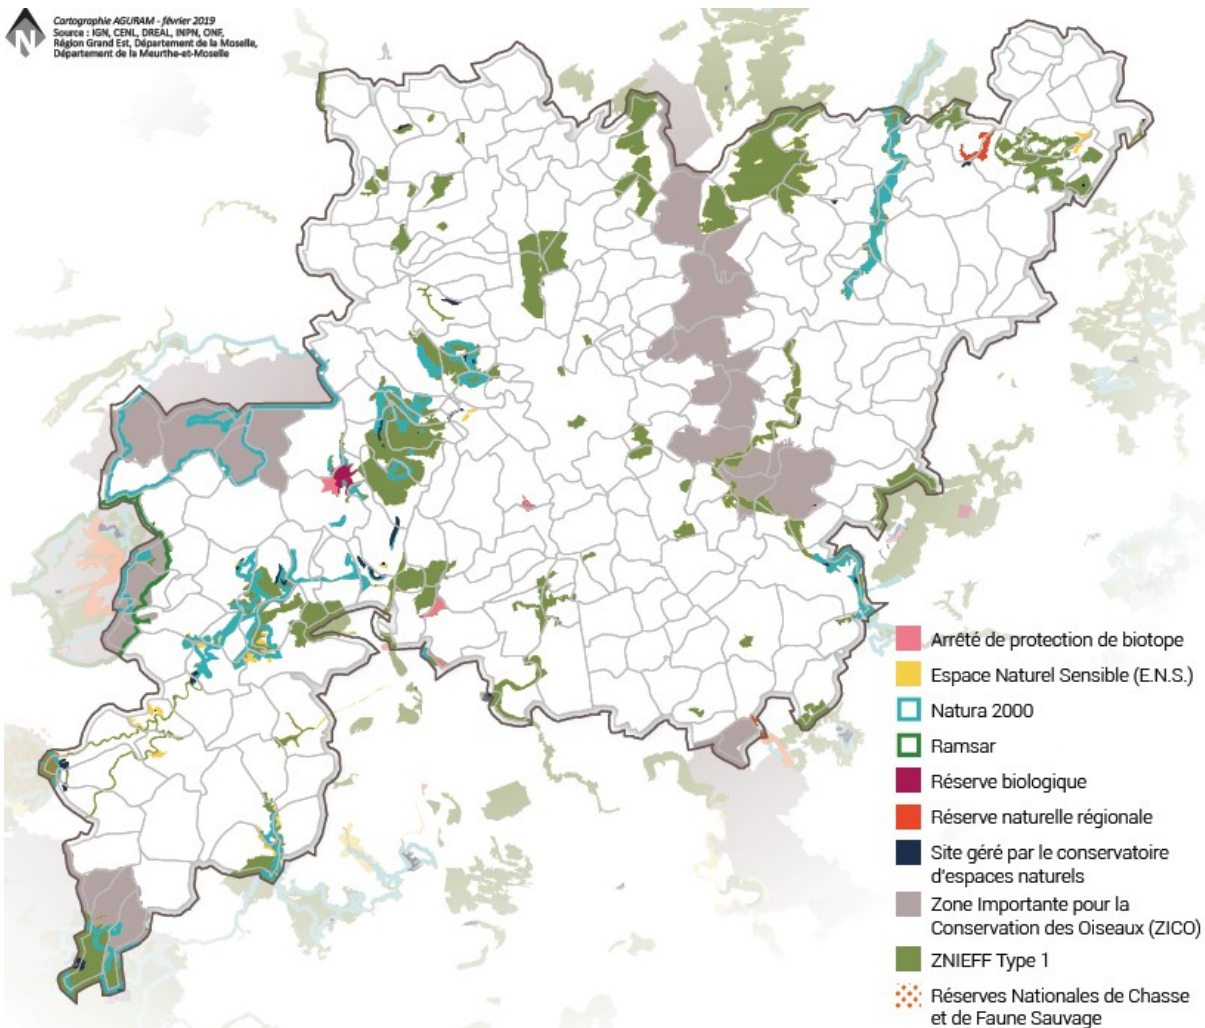 N
Cartographie AGURAM - février 2019
Source : IGN, CENL, DREAL, INPN, ONF,
Région Grand Est, Département de la Moselle,
Département de la Meurthe-et-Moselle
Arrêté de protection de biotope
Espace Naturel Sensible (E.N.S.)
Natura 2000
Ramsar
Réserve biologique
Réserve naturelle régionale
Site géré par le conservatoire
d'espaces naturels
Zone Importante pour la
Conservation des Oiseaux (ZICO)
ZNIEFF Type 1
Réserves Nationales de Chasse
et de Faune Sauvage